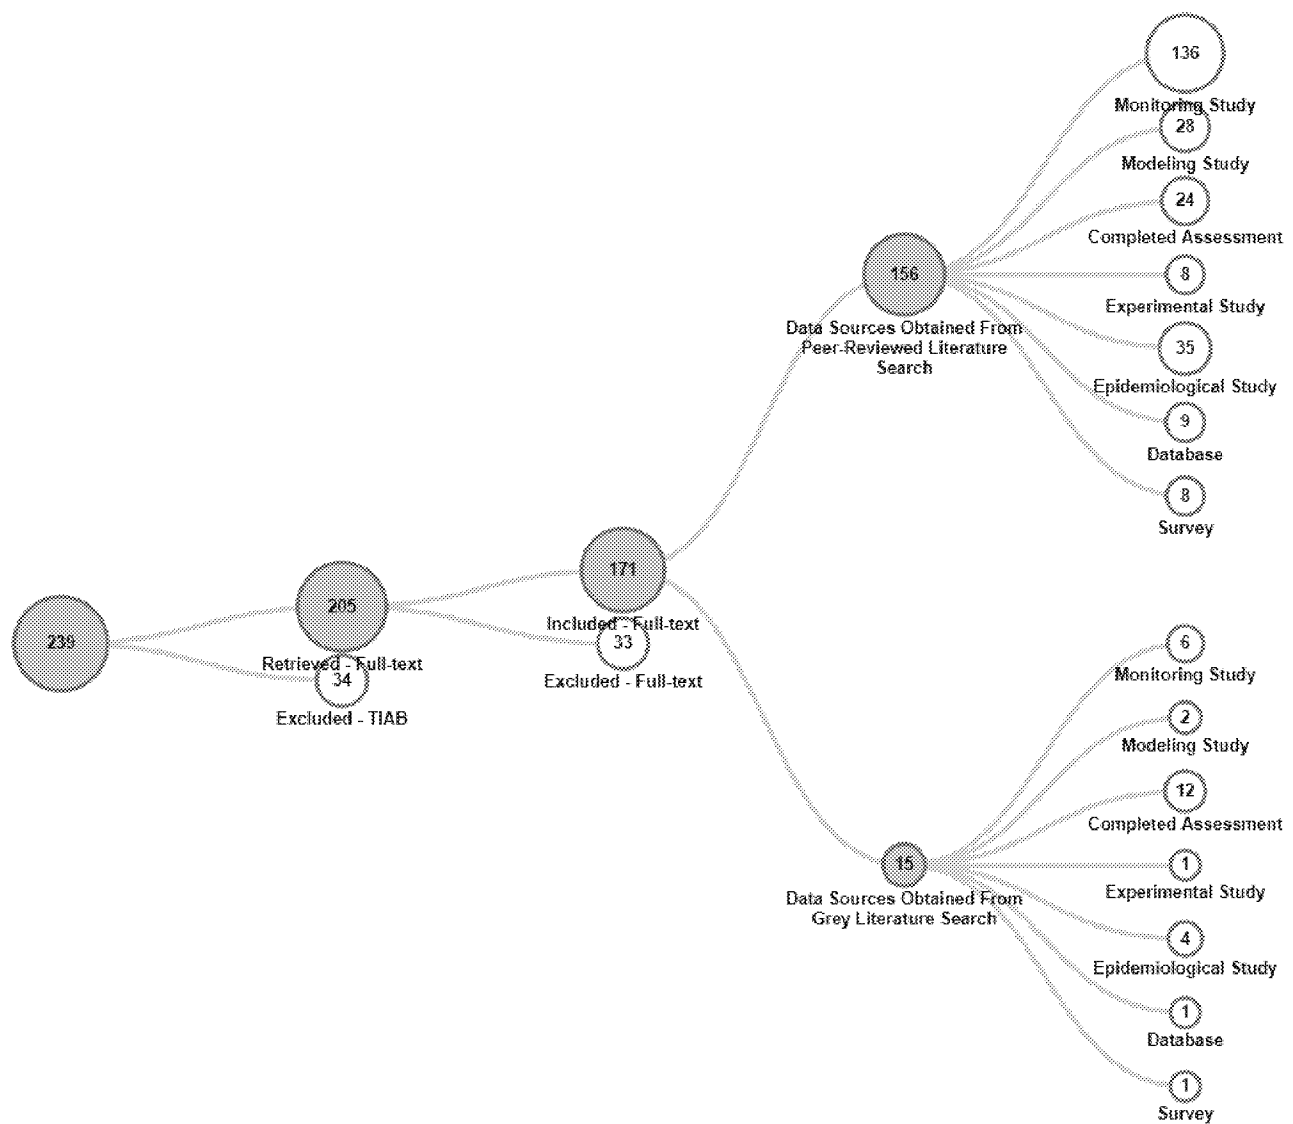 239
205
Retrieved - Full-text
34
Excluded - TIAB
171
Included - Full-text
33
Excluded - Full-text
156
Data Sources Obtained From
Peer-Reviewed Literature
Search
136
Monitoring Study
28
Modeling Study
24
Completed Assessment
8
Experimental Study
35
Epidemiological Study
9
Database
8
Survey
15
Data Sources Obtained From
Grey Literature Search
6
Monitoring Study
2
Modeling Study
12
Completed Assessment
1
Experimental Study
4
Epidemiological Study
1
Database
1
Survey